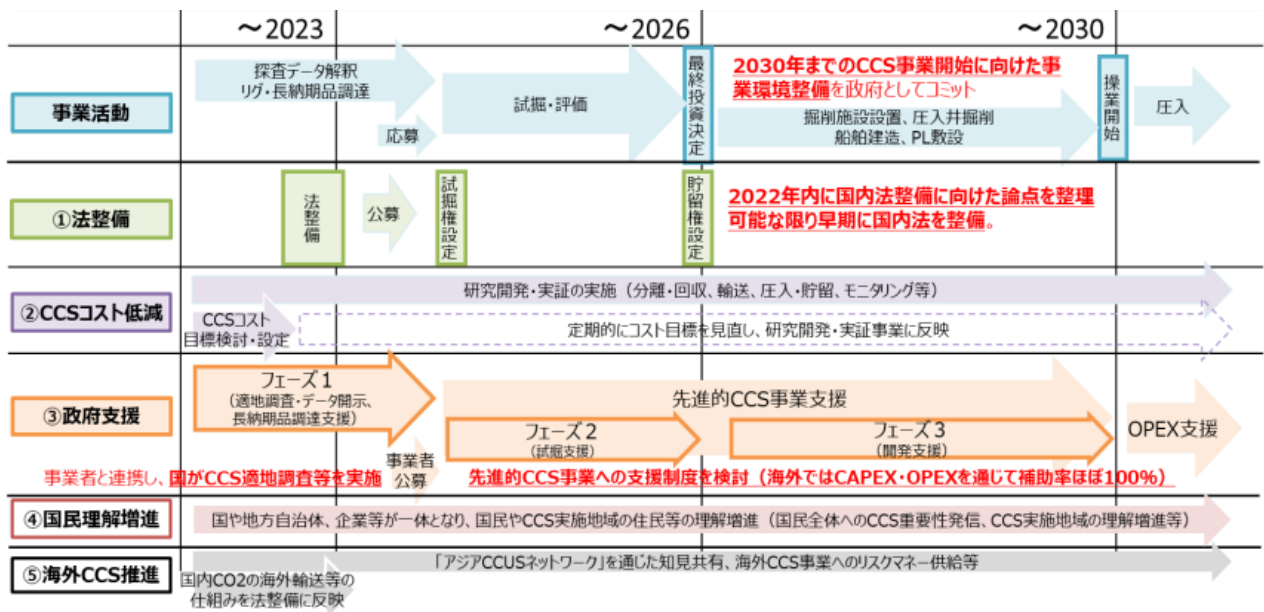 ～2023
～2026
～2030
事業活動
探査データ解釈
リグ・長納期品調達
応募
試掘・評価
最終投資決定
2030年までのCCS事業開始に向けた事
業環境整備を政府としてコミット
掘削施設設置、圧入井掘削
船舶建造、PL敷設
操業開始
圧入
①法整備
法整備
公募
試掘権設定
貯留権設定
2022年内に国内法整備に向けた論点を整理
可能な限り早期に国内法を整備。
②CCSコスト低減
研究開発・実証の実施（分離・回収、輸送、圧入・貯留、モニタリング等）
CCSコスト
目標検討・設定
定期的にコスト目標を見直し、研究開発・実証事業に反映
③政府支援
フェーズ１
（適地調査・データ開示、
長納期品調達支援）
先進的CCS事業支援
フェーズ２
（試掘支援）
フェーズ３
（開発支援）
OPEX支援
事業者
公募
事業者と連携し、国がCCS適地調査等を実施
先進的CCS事業への支援制度を検討（海外ではCAPEX・OPEXを通じて補助率ほぼ100%）
④国民理解増進
国や地方自治体、企業等が一体となり、国民やCCS実施地域の住民等の理解増進（国民全体へのCCS重要性発信、CCS実施地域の理解増進等）
⑤海外CCS推進
「アジアCCUSネットワーク」を通じた知見共有、海外CCS事業へのリスクマネー供給等
国内CO2の海外輸送等の
仕組みを法整備に反映